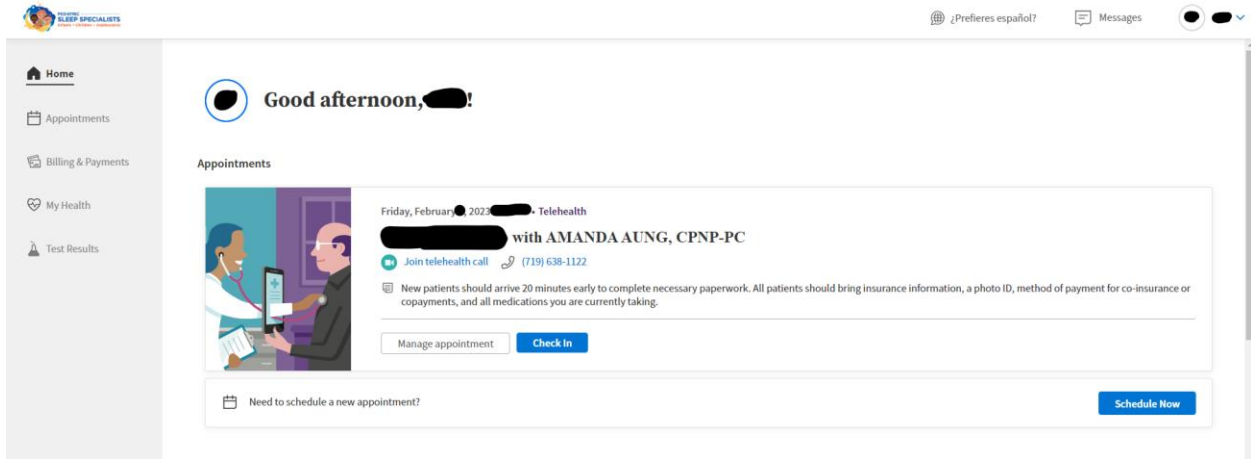 PEDIATRIC
SLEEP SPECIALISTS
¿Prefieres español?
Messages
Home
Appointments
Billing & Payments
My Health
Test Results
Good afternoon, !
Appointments
Friday, February , 2023 • Telehealth
with AMANDA AUNG, CPNP-PC
Join telehealth call (719) 638-1122
New patients should arrive 20 minutes early to complete necessary paperwork. All patients should bring insurance information, a photo ID, method of payment for co-insurance or
copayments, and all medications you are currently taking.
Manage appointment Check In
Need to schedule a new appointment? Schedule Now